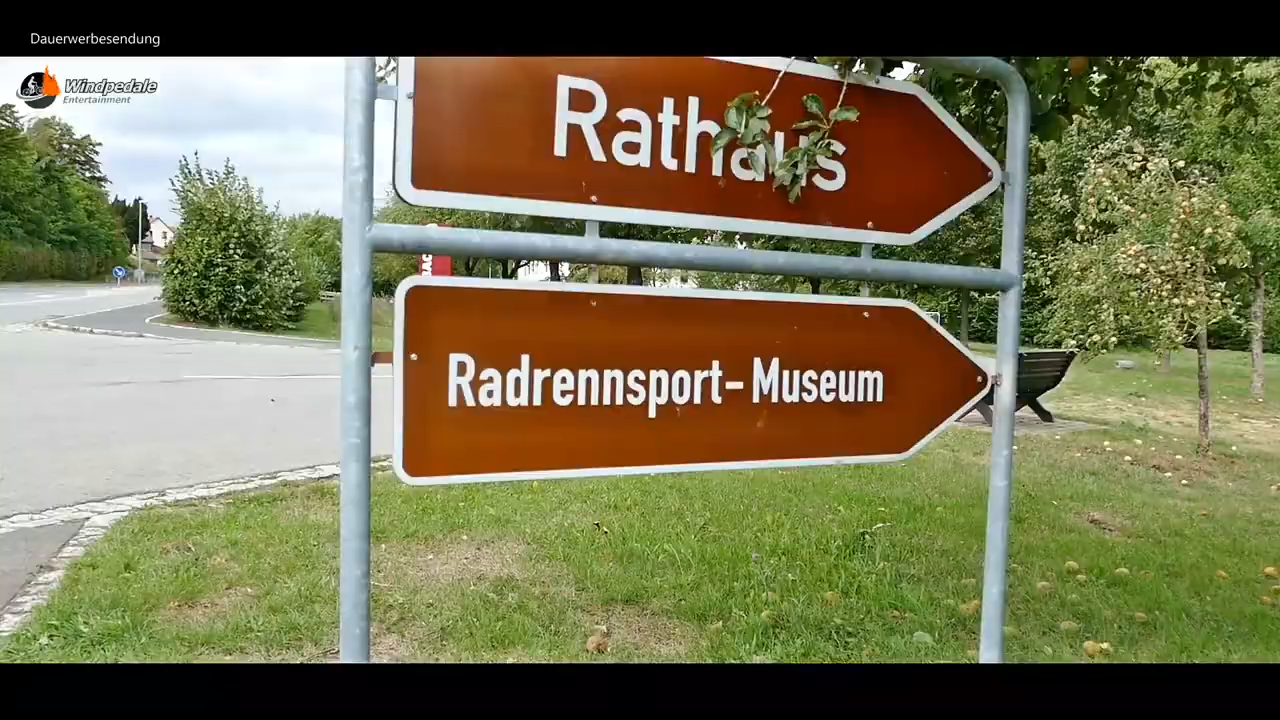 Dauerwerbesendung
Windpedale
Entertainment
Rathaus
Radrennsport-Museum